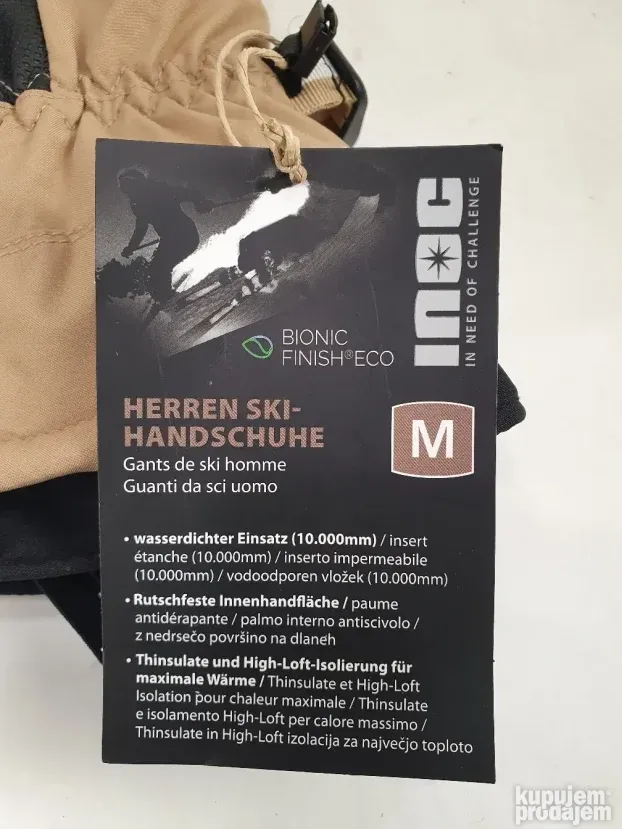 INOC
IN NEED OF CHALLENGE
BIONIC
FINISH®ECO
HERREN SKI-
HANDSCHUHE
M
Gants de ski homme
Guanti da sci uomo
• wasserdichter Einsatz (10.000mm) / insert
étanche (10.000mm) / inserto impermeabile
(10.000mm) / vodoodporen vložek (10.000mm)
• Rutschfeste Innenhandfläche / paume
antidérapante / palmo interno antiscivolo /
z nedrsečo površino na dlaneh
• Thinsulate und High-Loft-Isolierung für
maximale Wärme / Thinsulate et High-Loft
Isolation pour chaleur maximale / Thinsulate
e isolamento High-Loft per calore massimo /
Thinsulate in High-Loft izolacija za največjo toploto
kupujem
prodajem